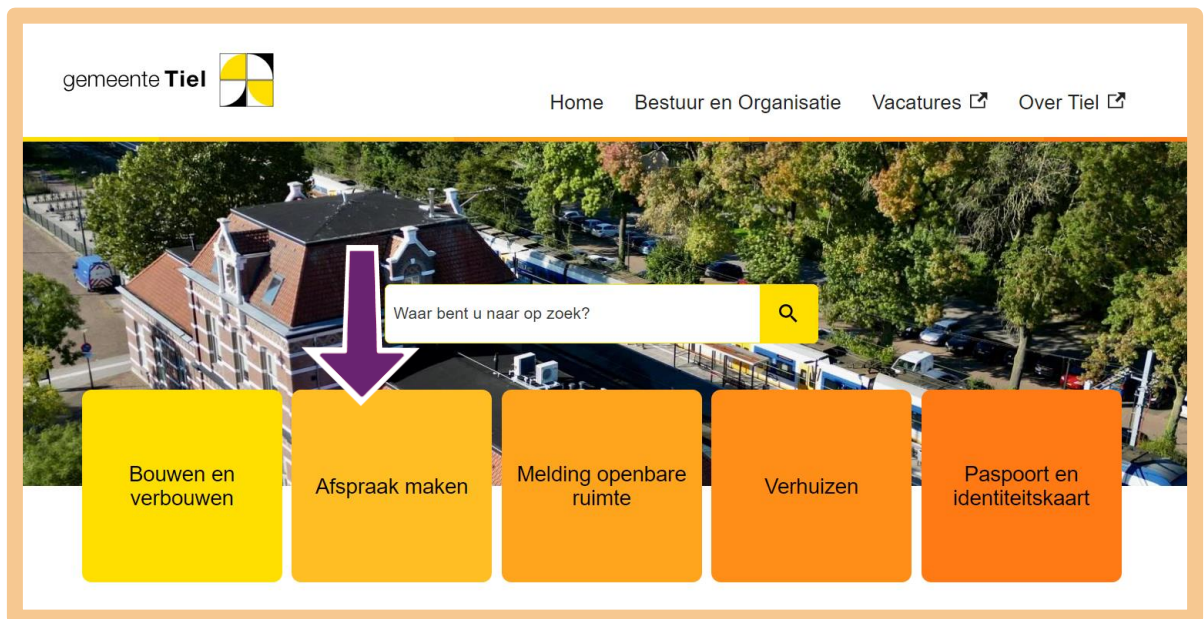 gemeente Tiel
Home Bestuur en Organisatie Vacatures Over Tiel
Waar bent u naar op zoek?
Bouwen en
verbouwen
Afspraak maken
Melding openbare
ruimte
Verhuizen
Paspoort en
identiteitskaart